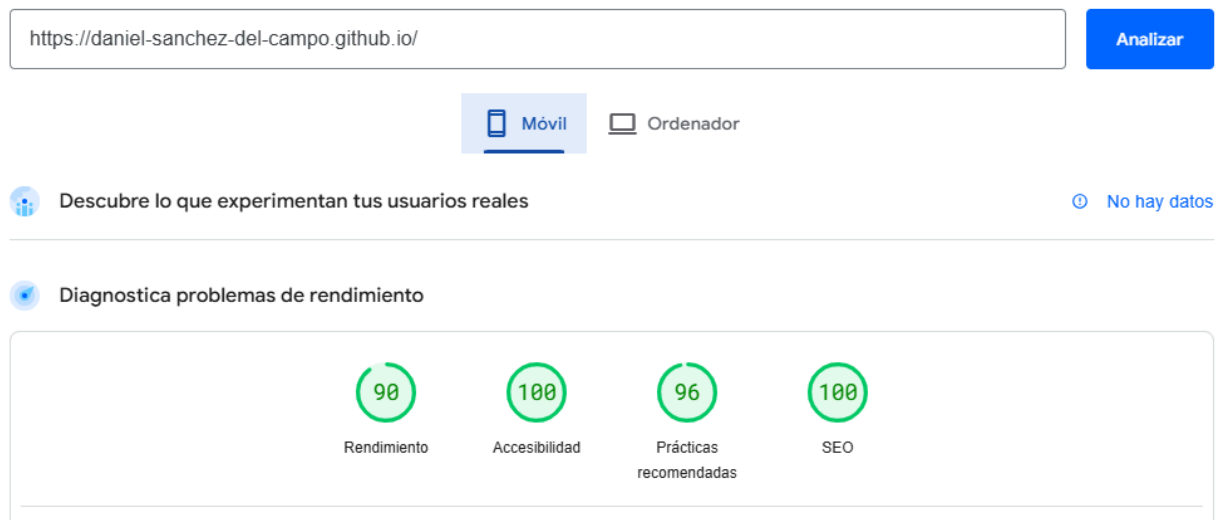 https://daniel-sanchez-del-campo.github.io/
Analizar
Móvil
Ordenador
Descubre lo que experimentan tus usuarios reales
No hay datos
Diagnostica problemas de rendimiento
90
100
96
100
Rendimiento
Accesibilidad
Prácticas
recomendadas
SEO